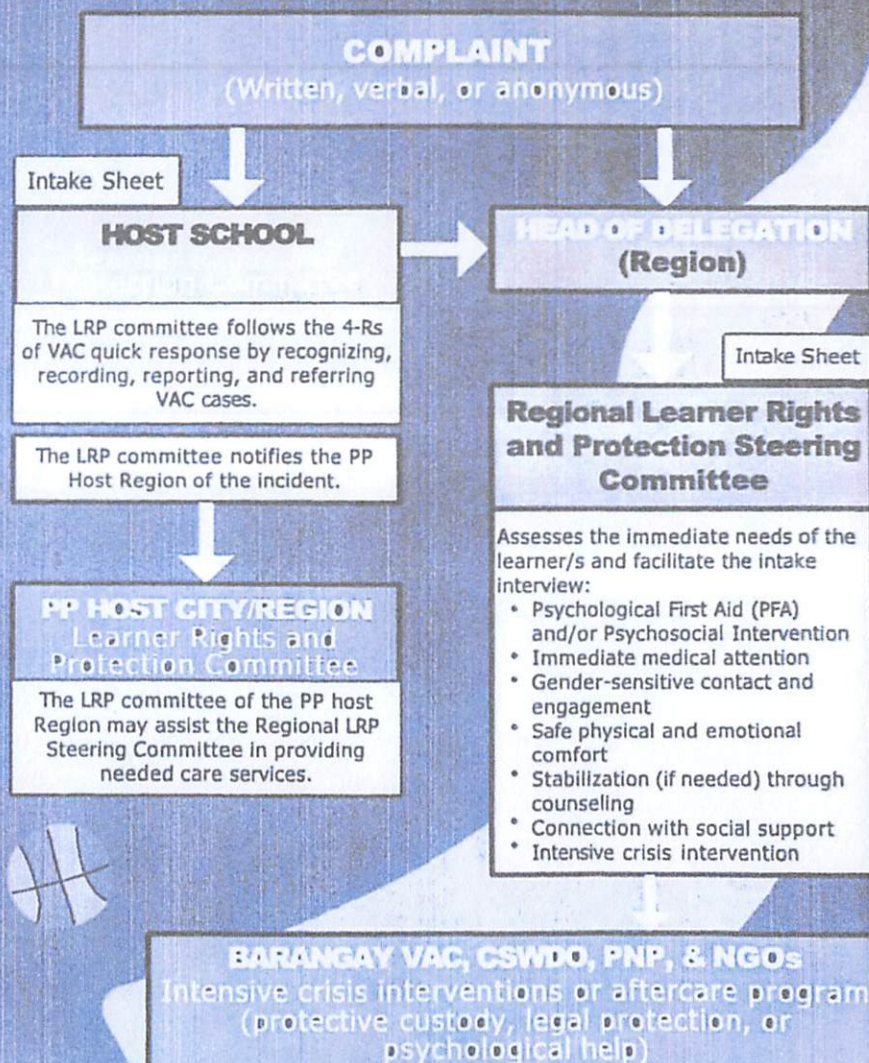 COMPLAINT
(Written, verbal, or anonymous)
Intake Sheet
HOST SCHOOL
The LRP committee follows the 4-Rs
of VAC quick response by recognizing,
recording, reporting, and referring
VAC cases.
The LRP committee notifies the PP
Host Region of the incident.
PP HOST CITY/REGION
Learner Rights and
Protection Committee
The LRP committee of the PP host
Region may assist the Regional LRP
Steering Committee in providing
needed care services.
HEAD OF DELEGATION
(Region)
Intake Sheet
Regional Learner Rights
and Protection Steering
Committee
Assesses the immediate needs of the
learner/s and facilitate the intake
interview:
• Psychological First Aid (PFA)
and/or Psychosocial Intervention
• Immediate medical attention
• Gender-sensitive contact and
engagement
• Safe physical and emotional
comfort
• Stabilization (if needed) through
counseling
• Connection with social support
• Intensive crisis intervention
BARANGAY VAC, CSWDO, PNP, & NGOs
Intensive crisis interventions or aftercare program
(protective custody, legal protection, or
psychological help)